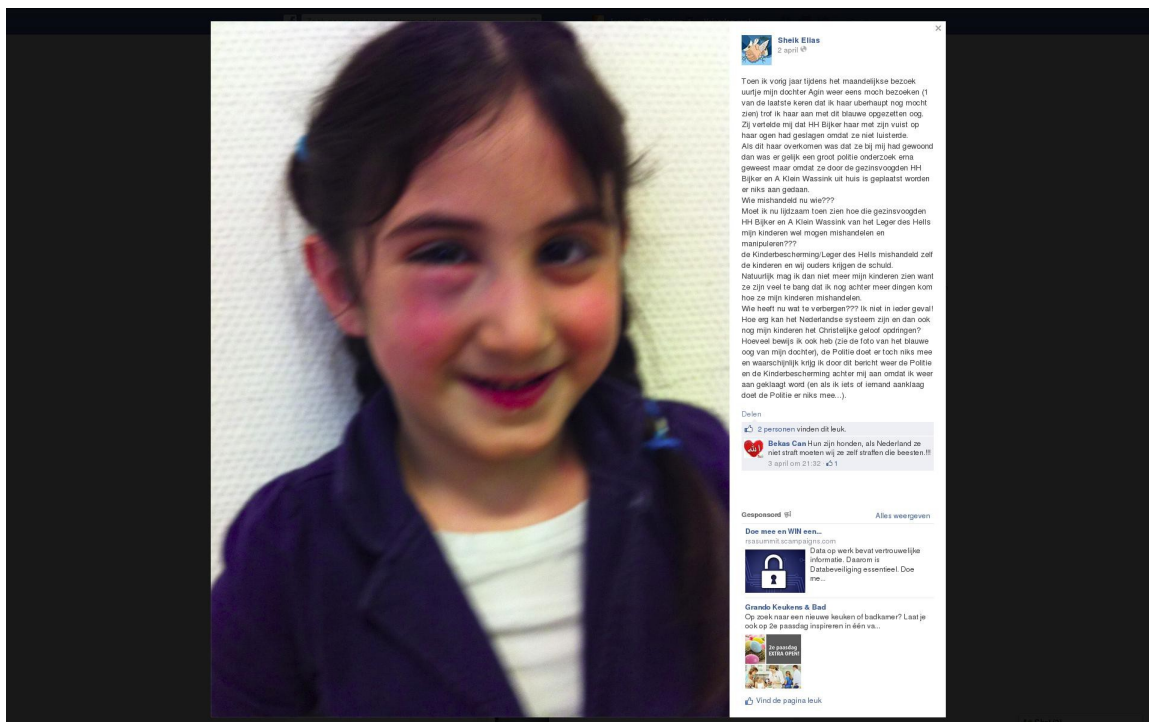 Sheik Elias
2 april
Toen ik vorig jaar tijdens het maandelijkse bezoek
uurtje mijn dochter Agin weer eens moch bezoeken (1
van de laatste keren dat ik haar uberhaupt nog mocht
zien) trof ik haar aan met dit blauwe opgezetten oog.
Zij vertelde mij dat HH Bijker haar met zijn vuist op
haar ogen had geslagen omdat ze niet luisterde.
Als dit haar overkomen was dat ze bij mij had gewoond
dan was er gelijk een groot politie onderzoek erna
geweest maar omdat ze door de gezinsvoogden HH
Bijker en A Klein Wassink uit huis is geplaatst worden
er niks aan gedaan.
Wie mishandeld nu wie???
Moet ik nu lijdzaam toen zien hoe die gezinsvoogden
HH Bijker en A Klein Wassink van het Leger des Hells
mijn kinderen wel mogen mishandelen en
manipuleren???
de Kinderbescherming/Leger des Hells mishandeld zelf
de kinderen en wij ouders krijgen de schuld.
Natuurlijk mag ik dan niet meer mijn kinderen zien want
ze zijn veel te bang dat ik nog achter meer dingen kom
hoe ze mijn kinderen mishandelen.
Wie heeft nu wat te verbergen??? Ik niet in ieder geval!
Hoe erg kan het Nederlandse systeem zijn en dan ook
nog mijn kinderen het Christelijke geloof opdringen?
Hoeveel bewijs ik ook heb (zie de foto van het blauwe
oog van mijn dochter), de Politie doet er toch niks mee
en waarschijnlijk krijg ik door dit bericht weer de Politie
en de Kinderbescherming achter mij aan omdat ik weer
aan geklaagt word (en als ik iets of iemand aanklaag
doet de Politie er niks mee...).
Delen
2 personen vinden dit leuk.
Bekas Can Hun zijn honden, als Nederland ze
niet straft moeten wij ze zelf straffen die beesten.!!!
3 april om 21:32 · 1
Gesponsord
Alles weergeven
Doe mee en WIN een...
rsasummit.scampaigns.com
Data op werk bevat vertrouwelijke
informatie. Daarom is
Databeveiliging essentieel. Doe
me...
Grando Keukens & Bad
Op zoek naar een nieuwe keuken of badkamer? Laat je
ook op 2e paasdag inspireren in één va...
2e paasdag
EXTRA OPEN!
Vind de pagina leuk